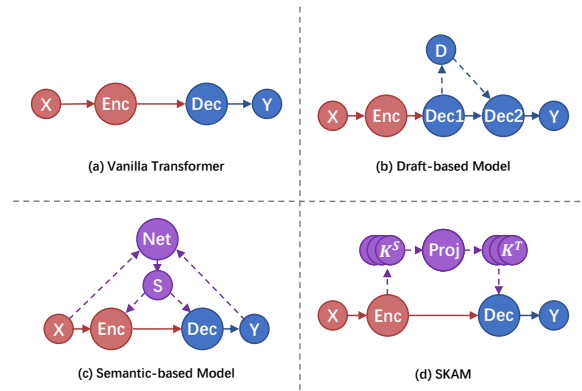 X Enc Dec Y
(a) Vanilla Transformer
D
X Enc Dec1 Dec2 Y
(b) Draft-based Model
Net
S
X Enc Dec Y
(c) Semantic-based Model
K^S Proj K^T
X Enc Dec Y
(d) SKAM